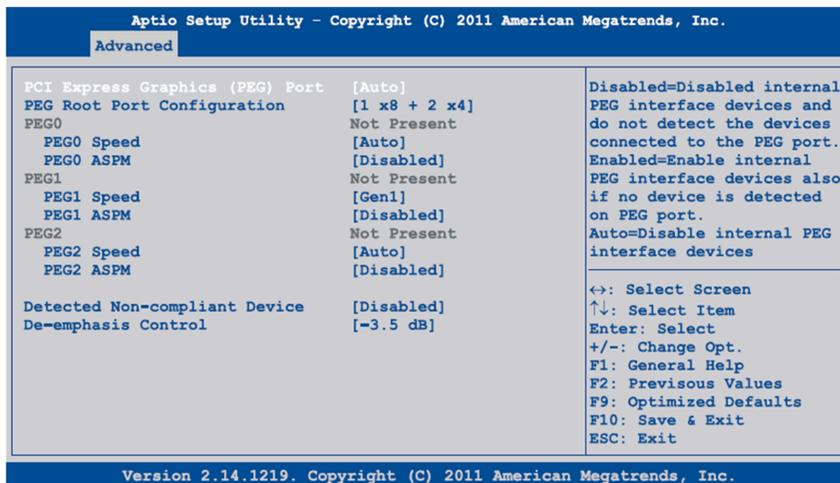 Aptio Setup Utility – Copyright (C) 2011 American Megatrends, Inc.
Advanced
PCI Express Graphics (PEG) Port [Auto]
PEG Root Port Configuration [1 x8 + 2 x4]
PEG0 Not Present
PEG0 Speed [Auto]
PEG0 ASPM [Disabled]
PEG1 Not Present
PEG1 Speed [Gen1]
PEG1 ASPM [Disabled]
PEG2 Not Present
PEG2 Speed [Auto]
PEG2 ASPM [Disabled]
Detected Non-compliant Device [Disabled]
De-emphasis Control [-3.5 dB]
Disabled=Disabled internal
PEG interface devices and
do not detect the devices
connected to the PEG port.
Enabled=Enable internal
PEG interface devices also
if no device is detected
on PEG port.
Auto=Disable internal PEG
interface devices
↔: Select Screen
↑↓: Select Item
Enter: Select
+/-: Change Opt.
F1: General Help
F2: Previsous Values
F9: Optimized Defaults
F10: Save & Exit
ESC: Exit
Version 2.14.1219. Copyright (C) 2011 American Megatrends, Inc.